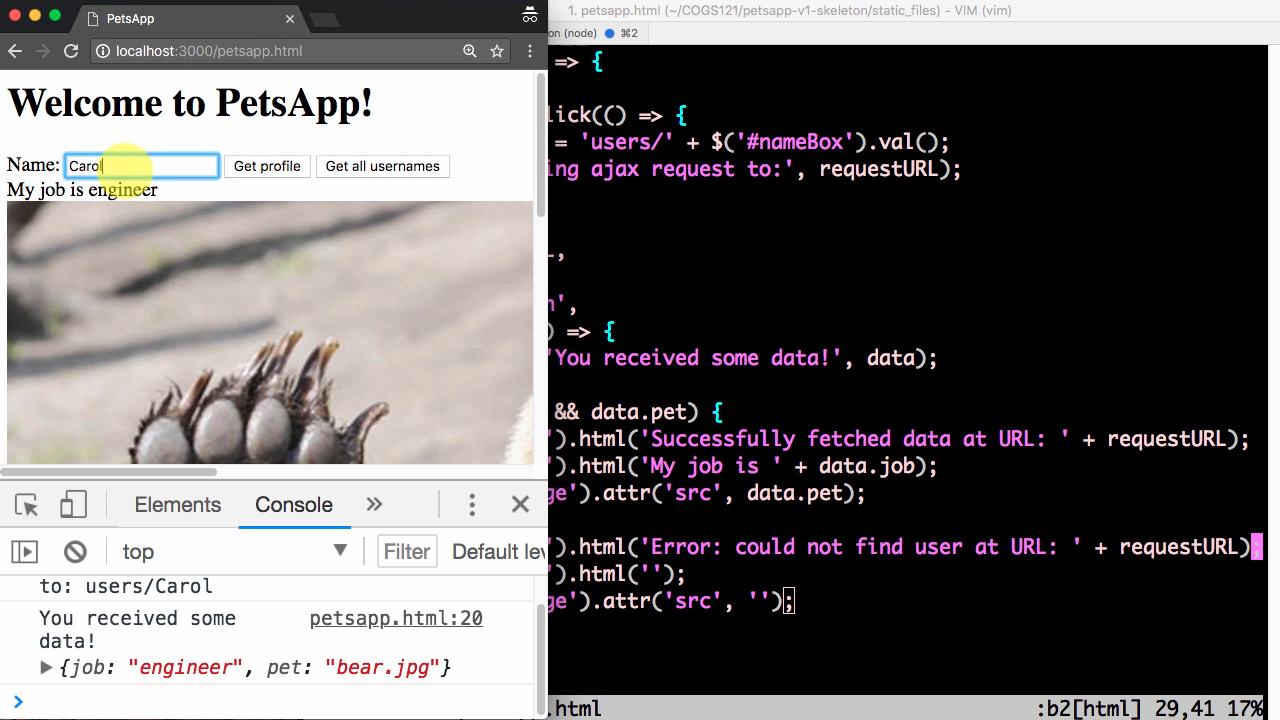 PetsApp
1. petsapp.html (~/COGS121/petsapp-v1-skeleton/static_files) - VIM (vim)
localhost:3000/petsapp.html
on (node) ⌘2
Welcome to PetsApp!
Name: Carol Get profile Get all usernames
My job is engineer
Elements Console »
top Filter Default lev
to: users/Carol
You received some petsapp.html:20
data!
{job: "engineer", pet: "bear.jpg"}
>
=> {
lick(() => {
= 'users/' + $('#nameBox').val();
ing ajax request to:', requestURL);
L,
n',
) => {
'You received some data!', data);
&& data.pet) {
').html('Successfully fetched data at URL: ' + requestURL);
').html('My job is ' + data.job);
ge').attr('src', data.pet);
').html('Error: could not find user at URL: ' + requestURL);
').html('');
ge').attr('src', '');
.html :b2[html] 29,41 17%